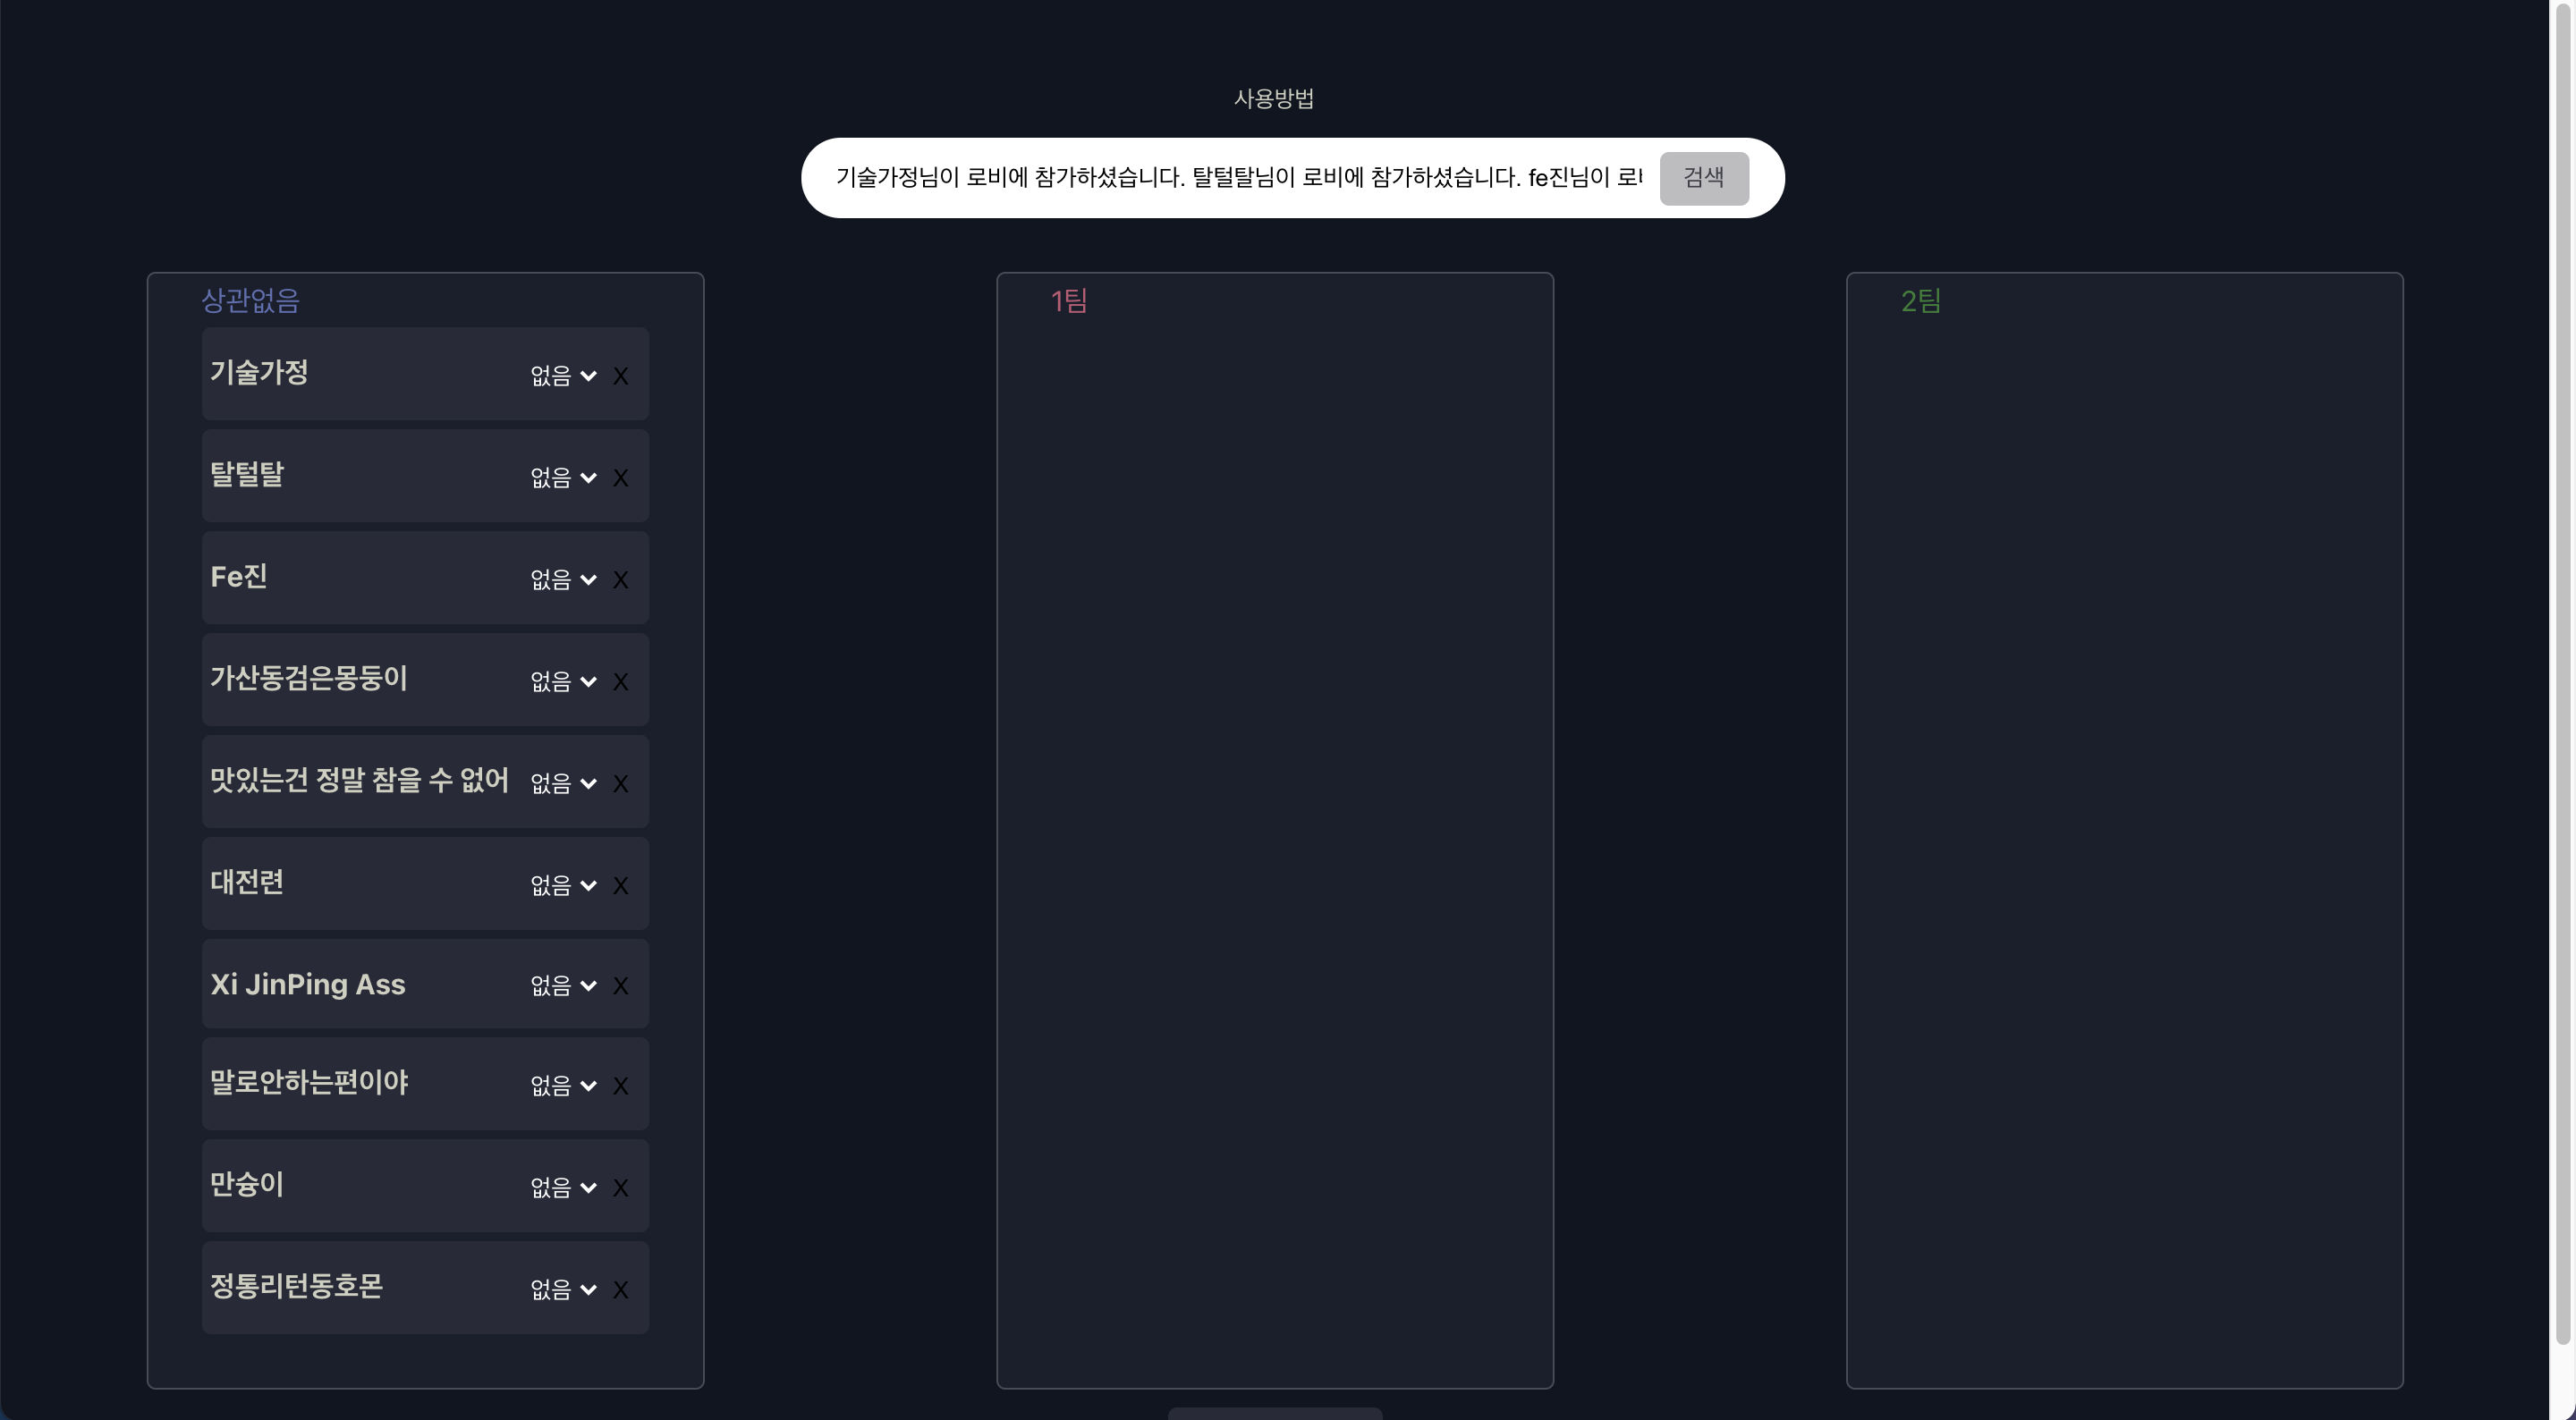 사용방법
기술가정님이 로비에 참가하셨습니다. 탈털탈님이 로비에 참가하셨습니다. fe진님이 로
검색
상관없음
기술가정 없음 X
탈털탈 없음 X
Fe진 없음 X
가산동검은몽둥이 없음 X
맛있는건 정말 참을 수 없어 없음 X
대전련 없음 X
Xi JinPing Ass 없음 X
말로안하는편이야 없음 X
만슝이 없음 X
정통리턴동호몬 없음 X
1팀
2팀